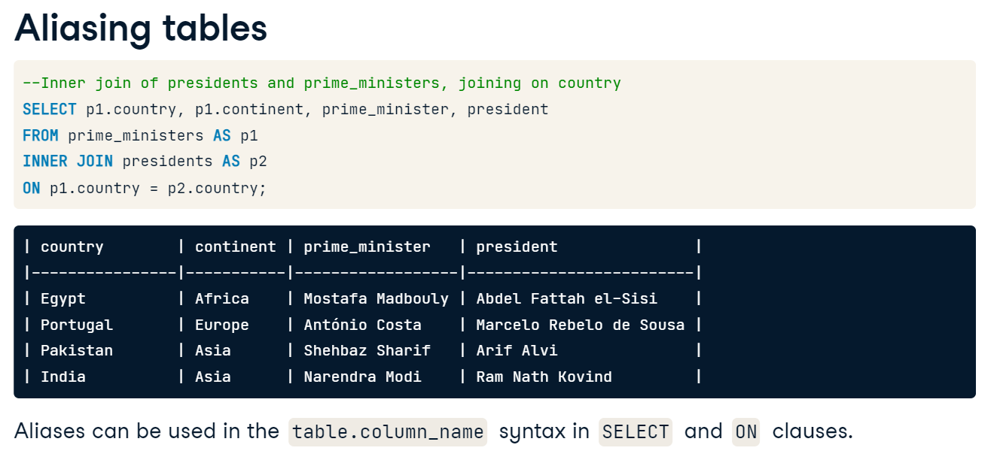 Aliasing tables
--Inner join of presidents and prime_ministers, joining on country
SELECT p1.country, p1.continent, prime_minister, president
FROM prime_ministers AS p1
INNER JOIN presidents AS p2
ON p1.country = p2.country;
| country        | continent | prime_minister   | president               |
|----------------|-----------|------------------|-------------------------|
| Egypt          | Africa    | Mostafa Madbouly | Abdel Fattah el-Sisi    |
| Portugal       | Europe    | António Costa    | Marcelo Rebelo de Sousa |
| Pakistan       | Asia      | Shehbaz Sharif   | Arif Alvi               |
| India          | Asia      | Narendra Modi    | Ram Nath Kovind         |
Aliases can be used in the table.column_name syntax in SELECT and ON clauses.